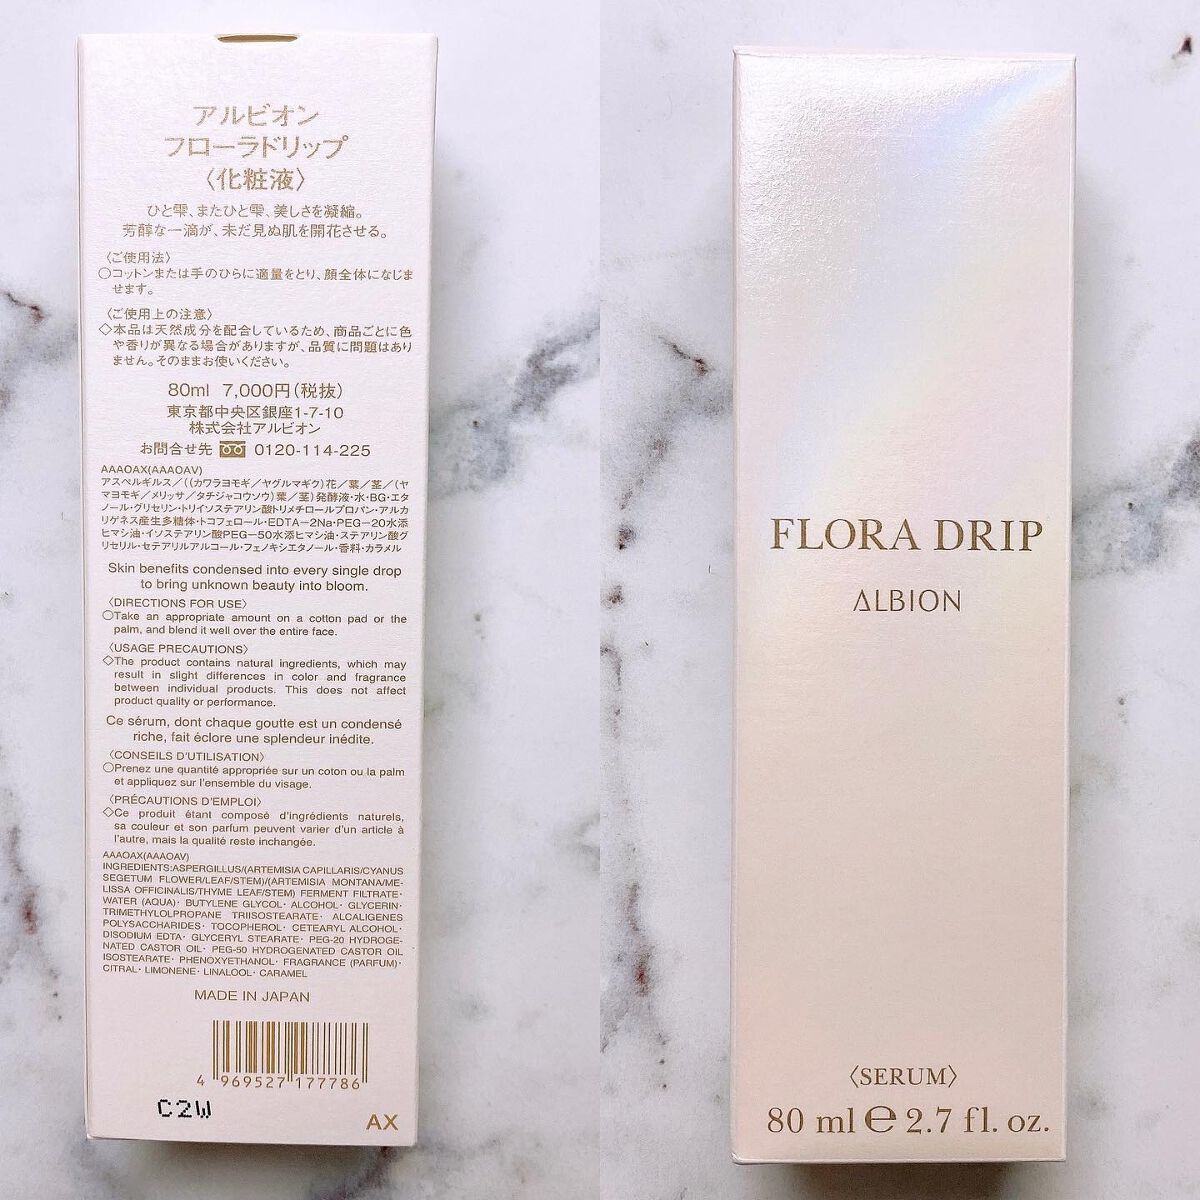 アルビオン
フローラドリップ
〈化粧液〉
ひと雫、またひと雫、美しさを凝縮。
芳醇な一滴が、未だ見ぬ肌を開花させる。
〈ご使用法〉
○コットンまたは手のひらに適量をとり、顔全体になじま
せます。
〈ご使用上の注意〉
◇本品は天然成分を配合しているため、商品ごとに色
や香りが異なる場合がありますが、品質に問題はあり
ません。そのままお使いください。
80ml 7,000円(税抜)
東京都中央区銀座1-7-10
株式会社アルビオン
お問合せ先 0120-114-225
AAAOAX(AAAOAV)
アスペルギルス/((カワラヨモギ/ヤグルマギク)花/葉/茎/(ヤ
マヨモギ/メリッサ/タチジャコウソウ)葉/茎)発酵液・水・BG・エタ
ノール・グリセリン・トリイソステアリン酸トリメチロールプロパン・アルカ
リゲネス産生多糖体・トコフェロール・EDTA-2Na・PEG-20水添
ヒマシ油・イソステアリン酸PEG-50水添ヒマシ油・ステアリン酸グ
リセリル・セテアリルアルコール・フェノキシエタノール・香料・カラメル
Skin benefits condensed into every single drop
to bring unknown beauty into bloom.
〈DIRECTIONS FOR USE〉
○Take an appropriate amount on a cotton pad or the
palm, and blend it well over the entire face.
〈USAGE PRECAUTIONS〉
◇The product contains natural ingredients, which may
result in slight differences in color and fragrance
between individual products. This does not affect
product quality or performance.
Ce sérum, dont chaque goutte est un condensé
riche, fait éclore une splendeur inédite.
〈CONSEILS D'UTILISATION〉
○Prenez une quantité appropriée sur un coton ou la palm
et appliquez sur l'ensemble du visage.
〈PRÉCAUTIONS D'EMPLOI〉
◇Ce produit étant composé d'ingrédients naturels,
sa couleur et son parfum peuvent varier d'un article à
l'autre, mais la qualité reste inchangée.
AAAOAX(AAAOAV)
INGREDIENTS:ASPERGILLUS/(ARTEMISIA CAPILLARIS/CYANUS
SEGETUM FLOWER/LEAF/STEM)/(ARTEMISIA MONTANA/ME-
LISSA OFFICINALIS/THYME LEAF/STEM) FERMENT FILTRATE・
WATER (AQUA)・ BUTYLENE GLYCOL・ ALCOHOL・ GLYCERIN・
TRIMETHYLOLPROPANE TRIISOSTEARATE・ ALCALIGENES
POLYSACCHARIDES・ TOCOPHEROL・ CETEARYL ALCOHOL・
DISODIUM EDTA・ GLYCERYL STEARATE・ PEG-20 HYDROGE-
NATED CASTOR OIL・ PEG-50 HYDROGENATED CASTOR OIL
ISOSTEARATE・ PHENOXYETHANOL・ FRAGRANCE (PARFUM)・
CITRAL・ LIMONENE・ LINALOOL・ CARAMEL
MADE IN JAPAN
4 969527 177786
C2W
AX
FLORA DRIP
ALBION
〈SERUM〉
80 ml ℮ 2.7 fl. oz.